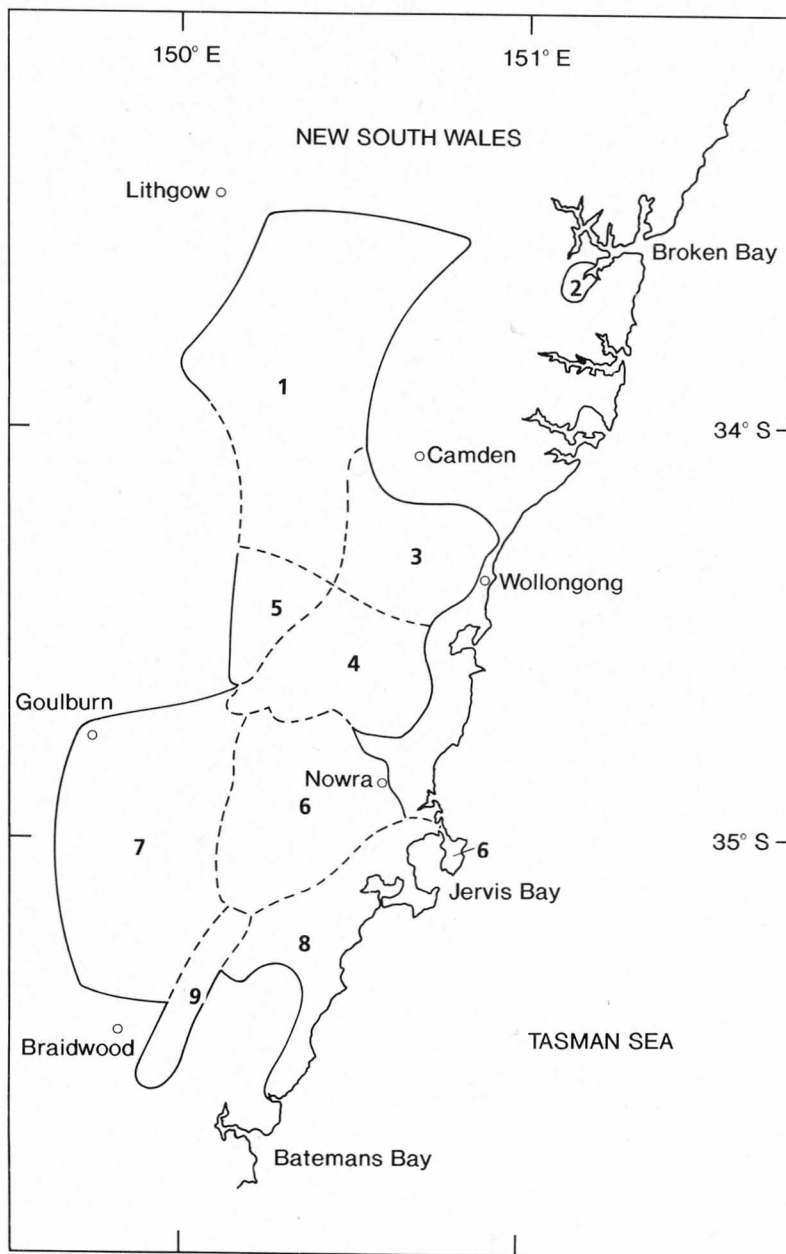 150° E
151° E
NEW SOUTH WALES
Lithgow
Broken Bay
2
1
34° S
Camden
3
Wollongong
5
4
Goulburn
Nowra
6
7
35° S
6
Jervis Bay
8
9
Braidwood
TASMAN SEA
Batemans Bay